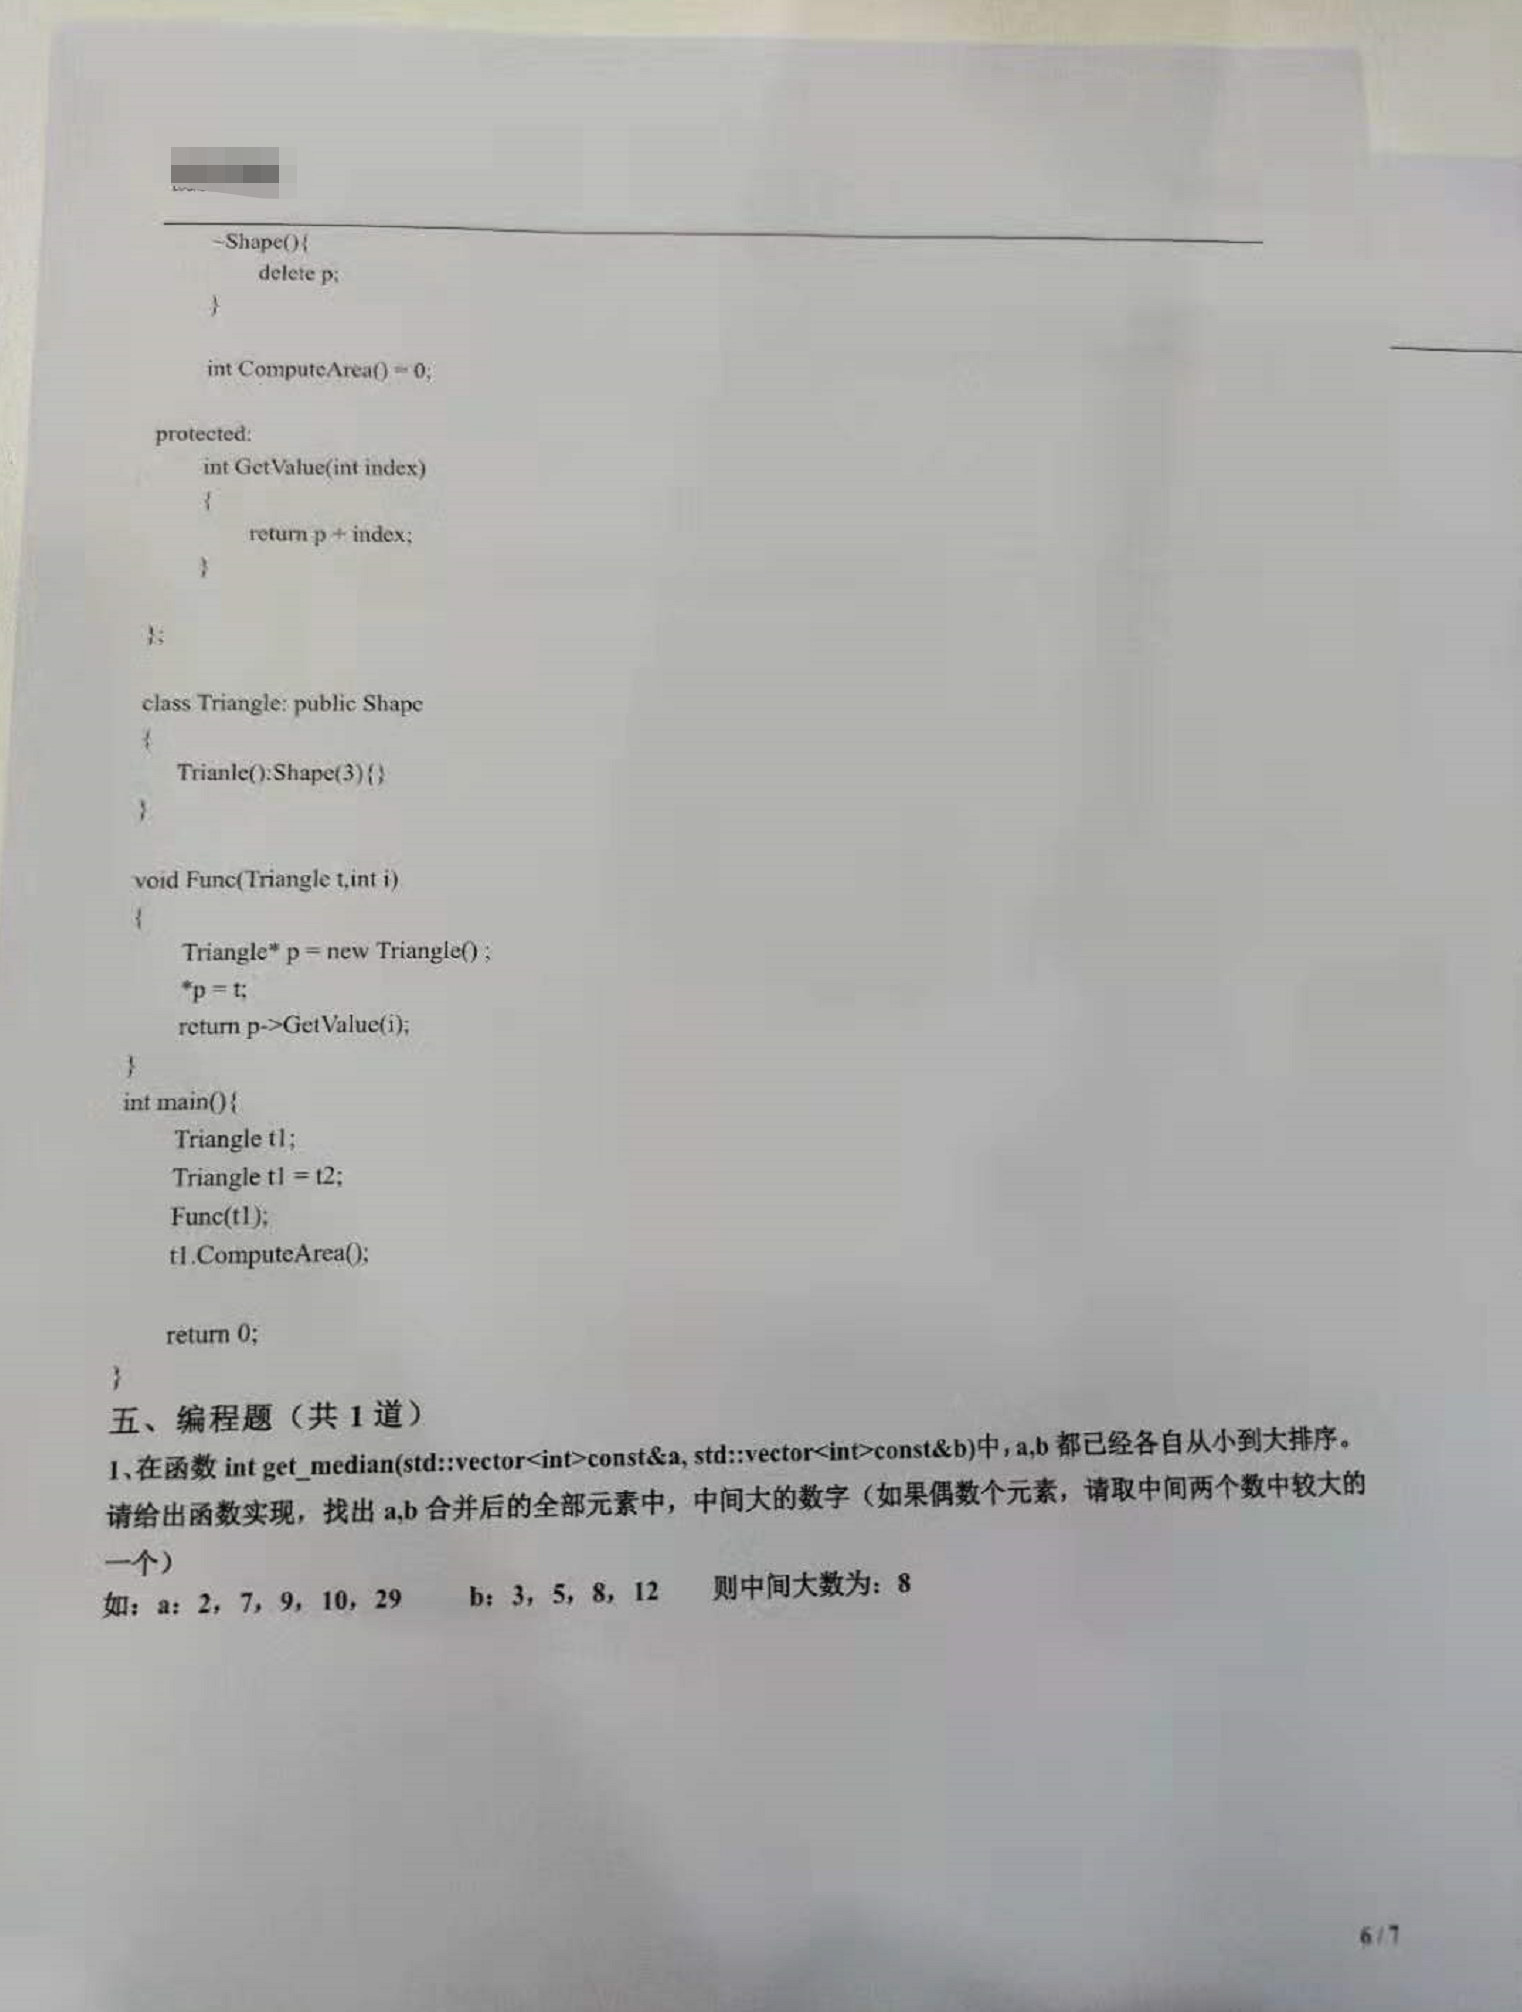 ~Shape(){
delete p;
}
int ComputeArea() = 0;
protected:
int GetValue(int index)
{
return p + index;
}
};
class Triangle: public Shape
{
Trianle():Shape(3){}
}
void Func(Triangle t,int i)
{
Triangle* p = new Triangle() ;
*p = t;
return p->GetValue(i);
}
int main(){
Triangle t1;
Triangle t1 = t2;
Func(t1);
t1.ComputeArea();
return 0;
}
五、编程题（共 1 道）
1、在函数 int get_median(std::vector<int>const&a, std::vector<int>const&b)中，a,b 都已经各自从小到大排序。
请给出函数实现，找出 a,b 合并后的全部元素中，中间大的数字（如果偶数个元素，请取中间两个数中较大的
一个）
如：a：2，7，9，10，29 b：3，5，8，12 则中间大数为：8
6 / 7